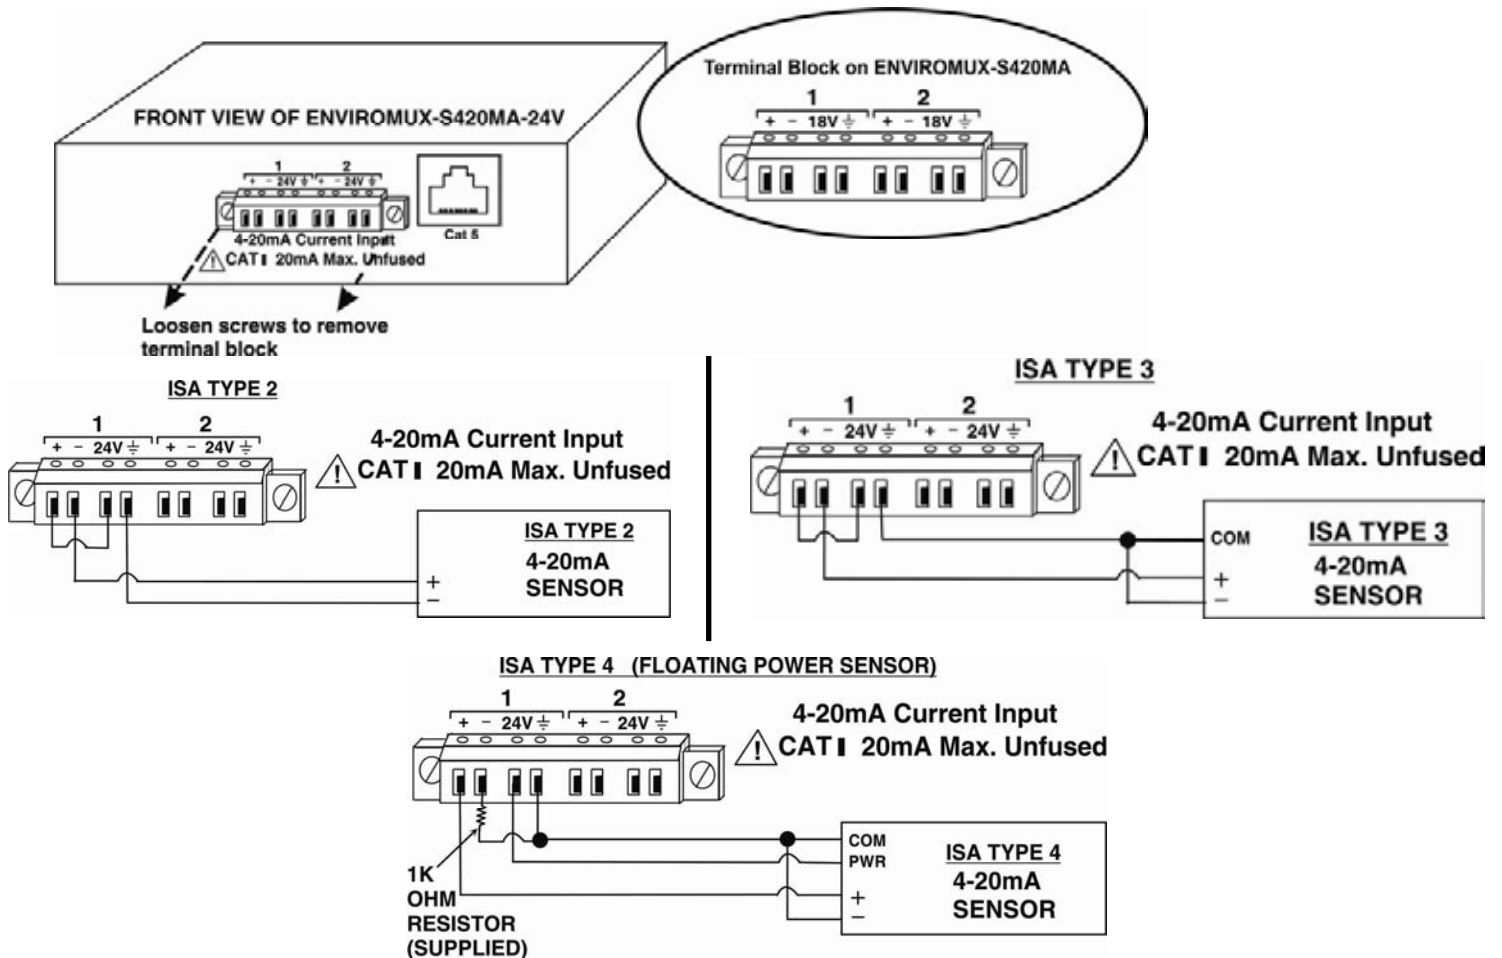 Terminal Block on ENVIROMUX-S420MA
1 2
+ − 18V ⏚ + − 18V ⏚
FRONT VIEW OF ENVIROMUX-S420MA-24V
1 2
+ − 24V ⏚ + − 24V ⏚
Cat 5
4-20mA Current Input
CAT I 20mA Max. Unfused
Loosen screws to remove
terminal block
ISA TYPE 2
1 2
+ − 24V ⏚ + − 24V ⏚
4-20mA Current Input
! CAT I 20mA Max. Unfused
ISA TYPE 2
4-20mA
SENSOR
+
−
ISA TYPE 3
1 2
+ − 24V ⏚ + − 24V ⏚
4-20mA Current Input
! CAT I 20mA Max. Unfused
COM
+
−
ISA TYPE 3
4-20mA
SENSOR
ISA TYPE 4 (FLOATING POWER SENSOR)
1 2
+ − 24V ⏚ + − 24V ⏚
4-20mA Current Input
! CAT I 20mA Max. Unfused
1K
OHM
RESISTOR
(SUPPLIED)
COM
PWR
+
−
ISA TYPE 4
4-20mA
SENSOR